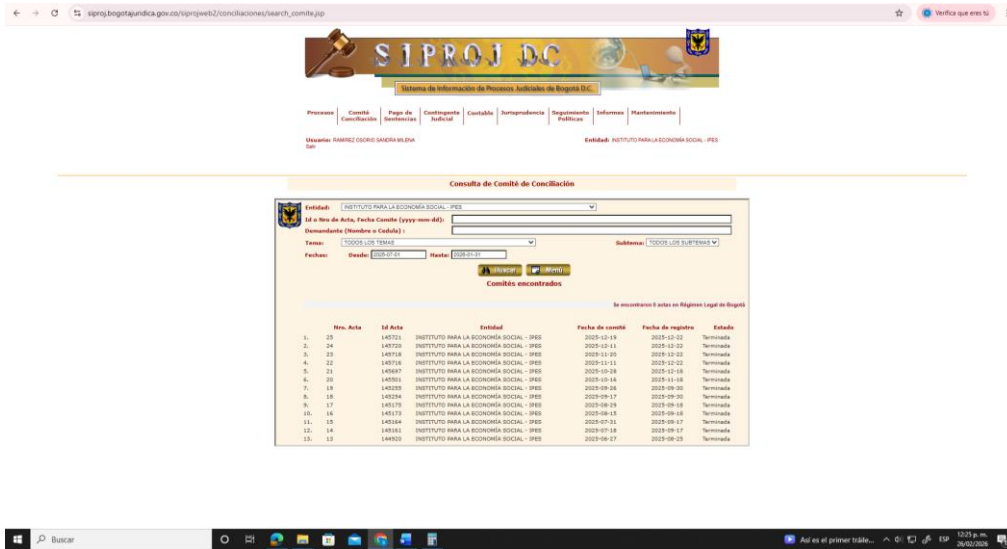 siproj.bogotajuridica.gov.co/siprojweb2/conciliaciones/search_comite.jsp
Verifica que eres tú
SIPROJ DC
Sistema de Información de Procesos Judiciales de Bogotá D.C.
Procesos Comité Conciliación Pago de Sentencias Contingente Judicial Contable Jurisprudencia Seguimiento Políticas Informes Mantenimiento
Usuario: RAMIREZ OSORIO SANDRA MILENA Entidad: INSTITUTO PARA LA ECONOMÍA SOCIAL - IPES
Salir
Consulta de Comité de Conciliación
Entidad: INSTITUTO PARA LA ECONOMÍA SOCIAL - IPES
Id o Nro de Acta, Fecha Comite (yyyy-mm-dd):
Demandante (Nombre o Cedula) :
Tema: TODOS LOS TEMAS Subtema: TODOS LOS SUBTEMAS
Fechas: Desde: 2025-07-01 Hasta: 2026-01-31
Buscar Menú
Comités encontrados
Se encontraron 0 actas en Régimen Legal de Bogotá
Nro. Acta Id Acta Entidad Fecha de comité Fecha de registro Estado
1. 25 145721 INSTITUTO PARA LA ECONOMÍA SOCIAL - IPES 2025-12-19 2025-12-22 Terminada
2. 24 145720 INSTITUTO PARA LA ECONOMÍA SOCIAL - IPES 2025-12-11 2025-12-22 Terminada
3. 23 145718 INSTITUTO PARA LA ECONOMÍA SOCIAL - IPES 2025-11-20 2025-12-22 Terminada
4. 22 145716 INSTITUTO PARA LA ECONOMÍA SOCIAL - IPES 2025-11-11 2025-12-22 Terminada
5. 21 145697 INSTITUTO PARA LA ECONOMÍA SOCIAL - IPES 2025-10-28 2025-12-18 Terminada
6. 20 145501 INSTITUTO PARA LA ECONOMÍA SOCIAL - IPES 2025-10-16 2025-11-18 Terminada
7. 19 145255 INSTITUTO PARA LA ECONOMÍA SOCIAL - IPES 2025-09-26 2025-09-30 Terminada
8. 18 145254 INSTITUTO PARA LA ECONOMÍA SOCIAL - IPES 2025-09-17 2025-09-30 Terminada
9. 17 145175 INSTITUTO PARA LA ECONOMÍA SOCIAL - IPES 2025-08-29 2025-09-18 Terminada
10. 16 145173 INSTITUTO PARA LA ECONOMÍA SOCIAL - IPES 2025-08-15 2025-09-18 Terminada
11. 15 145164 INSTITUTO PARA LA ECONOMÍA SOCIAL - IPES 2025-07-31 2025-09-17 Terminada
12. 14 145161 INSTITUTO PARA LA ECONOMÍA SOCIAL - IPES 2025-07-18 2025-09-17 Terminada
13. 13 144920 INSTITUTO PARA LA ECONOMÍA SOCIAL - IPES 2025-06-27 2025-08-25 Terminada
Buscar
Así es el primer tráile...
ESP
12:25 p. m.
26/02/2026